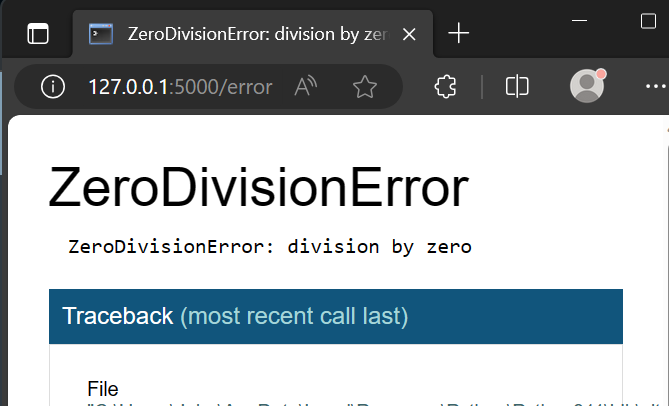 ZeroDivisionError: division by zer
127.0.0.1:5000/error
ZeroDivisionError
ZeroDivisionError: division by zero
Traceback (most recent call last)
File